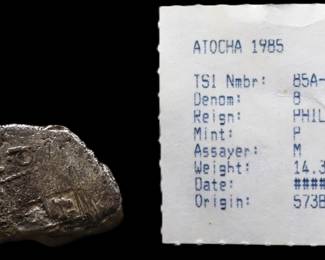 ATOCHA 1985
TSI Nmbr: 85A-
Denom: 8
Reign: PHIL
Mint: P
Assayer: M
Weight: 14.3
Date: ####
Origin: 573B